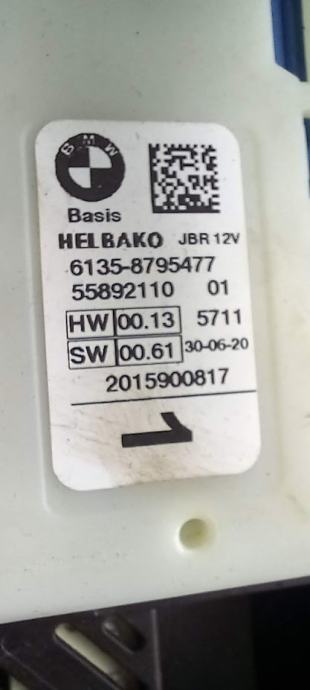 BMW
Basis
HELBAKO JBR 12V
6135-8795477
55892110 01
HW 00.13 5711
SW 00.61 30-06-20
2015900817
1